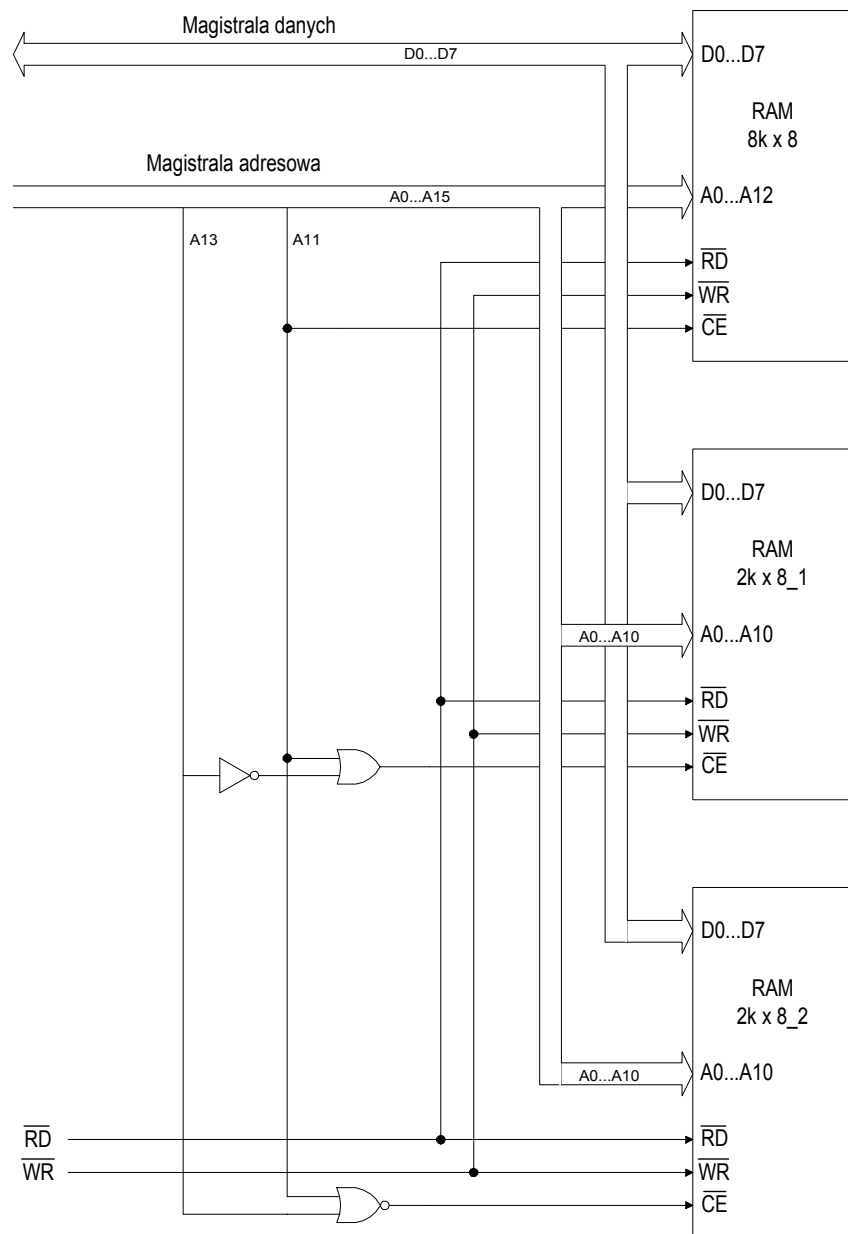 Magistrala danych
D0...D7
D0...D7
RAM
8k x 8
Magistrala adresowa
A0...A15
A0...A12
A13
A11
RD
WR
CE
D0...D7
RAM
2k x 8_1
A0...A10
A0...A10
RD
WR
CE
D0...D7
RAM
2k x 8_2
A0...A10
A0...A10
RD
RD
WR
WR
CE